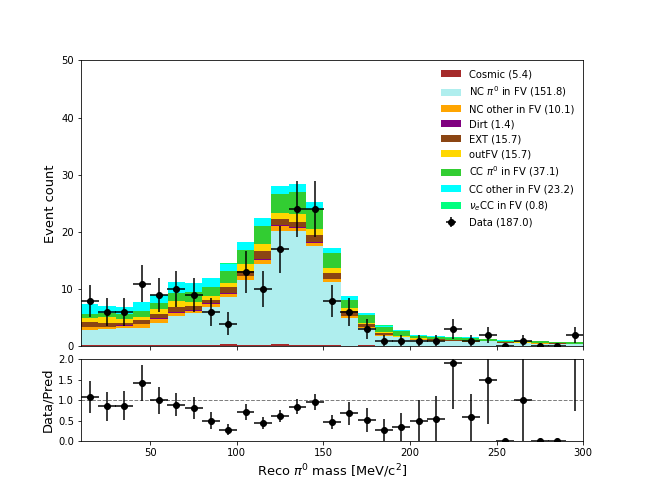 50
40
30
20
10
0
Event count
Cosmic (5.4)
NC π⁰ in FV (151.8)
NC other in FV (10.1)
Dirt (1.4)
EXT (15.7)
outFV (15.7)
CC π⁰ in FV (37.1)
CC other in FV (23.2)
νₑCC in FV (0.8)
Data (187.0)
2.0
1.5
1.0
0.5
0.0
Data/Pred
50 100 150 200 250 300
Reco π⁰ mass [MeV/c²]